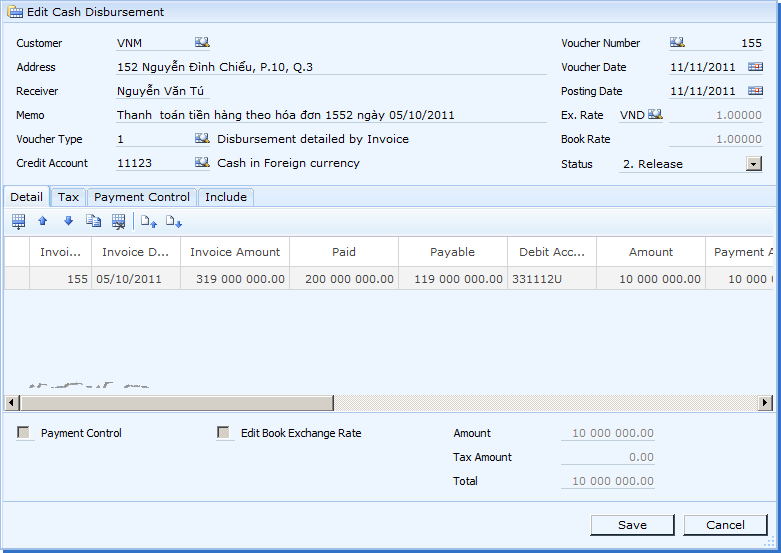 Edit Cash Disbursement
Customer VNM Voucher Number 155
Address 152 Nguyễn Đình Chiểu, P.10, Q.3 Voucher Date 11/11/2011
Receiver Nguyễn Văn Tú Posting Date 11/11/2011
Memo Thanh toán tiền hàng theo hóa đơn 1552 ngày 05/10/2011 Ex. Rate VND 1.00000
Voucher Type 1 Disbursement detailed by Invoice Book Rate 1.00000
Credit Account 11123 Cash in Foreign currency Status 2. Release
Detail Tax Payment Control Include
Invoi... Invoice D... Invoice Amount Paid Payable Debit Acc... Amount Payment A
155 05/10/2011 319 000 000.00 200 000 000.00 119 000 000.00 331112U 10 000 000.00 10 000
Payment Control Edit Book Exchange Rate Amount 10 000 000.00
Tax Amount 0.00
Total 10 000 000.00
Save Cancel